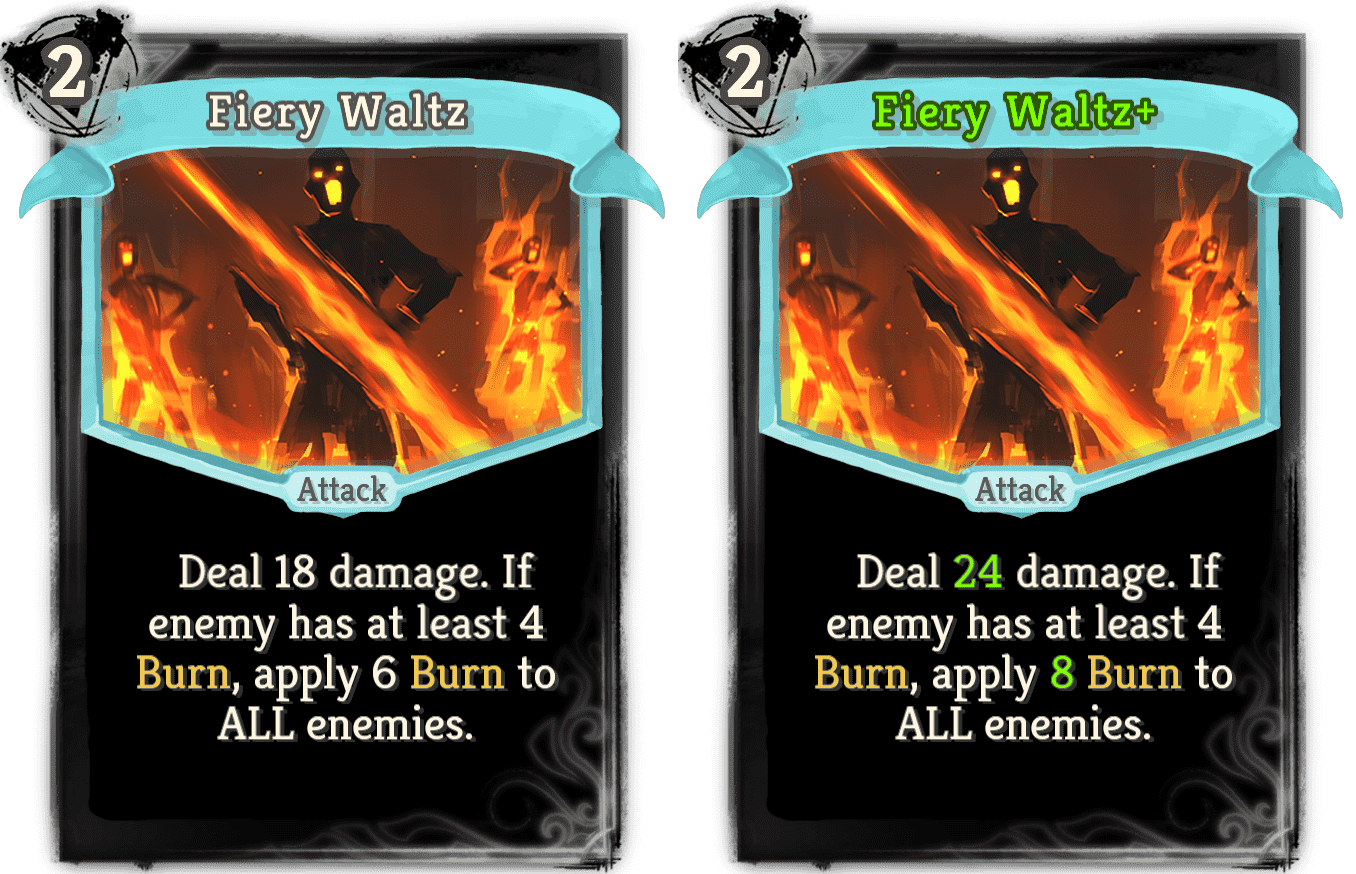 2
Fiery Waltz
Attack
Deal 18 damage. If
enemy has at least 4
Burn, apply 6 Burn to
ALL enemies.
2
Fiery Waltz+
Attack
Deal 24 damage. If
enemy has at least 4
Burn, apply 8 Burn to
ALL enemies.